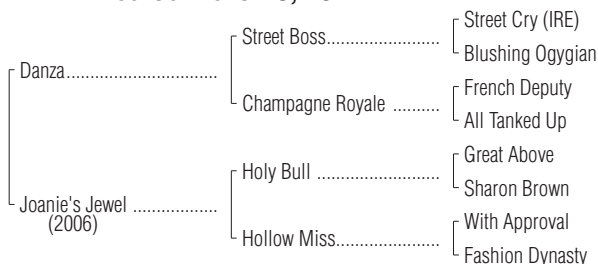 Street Cry (IRE)
Street Boss
Blushing Ogygian
Danza
French Deputy
Champagne Royale
All Tanked Up
Great Above
Holy Bull
Sharon Brown
Joanie's Jewel
(2006)
With Approval
Hollow Miss
Fashion Dynasty